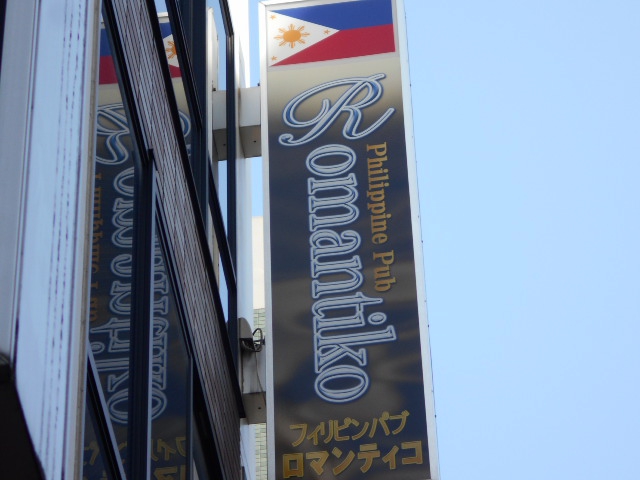 Romantiko
Philippine Pub
フィリピンパブ
ロマンティコ